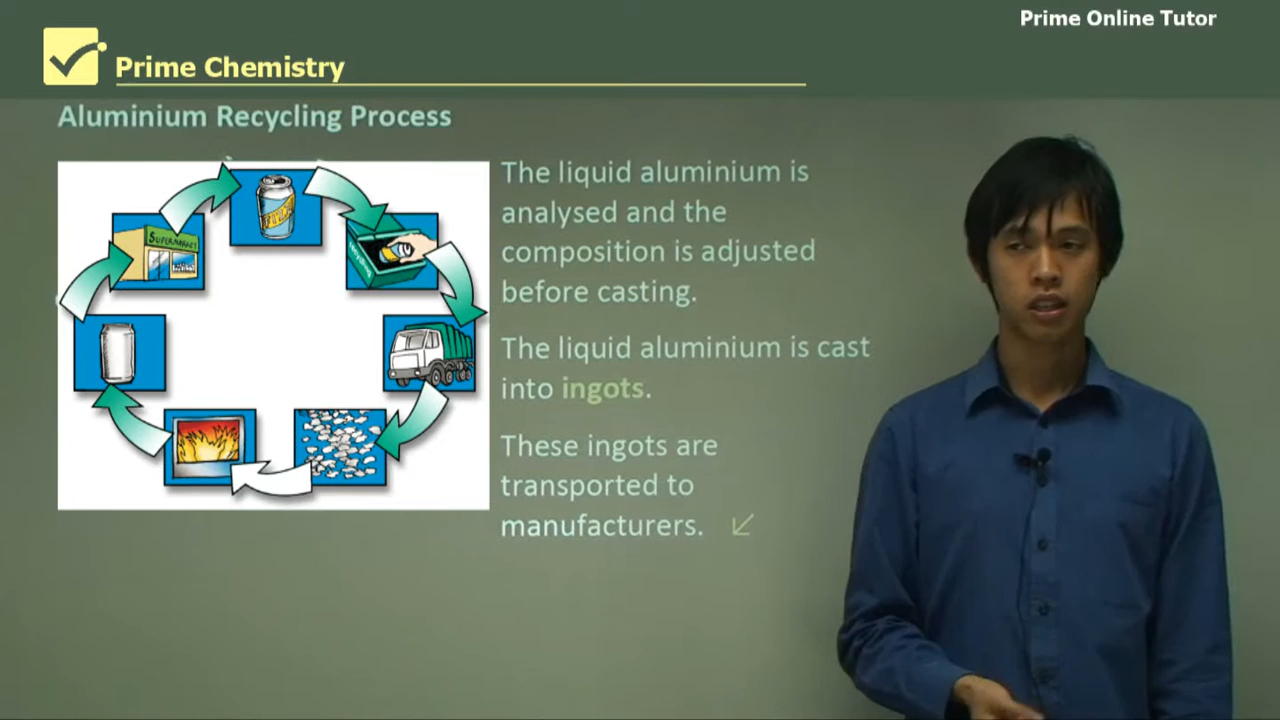 Prime Online Tutor
Prime Chemistry
Aluminium Recycling Process
The liquid aluminium is
analysed and the
composition is adjusted
before casting.
The liquid aluminium is cast
into ingots.
These ingots are
transported to
manufacturers.
SUPERMARKET